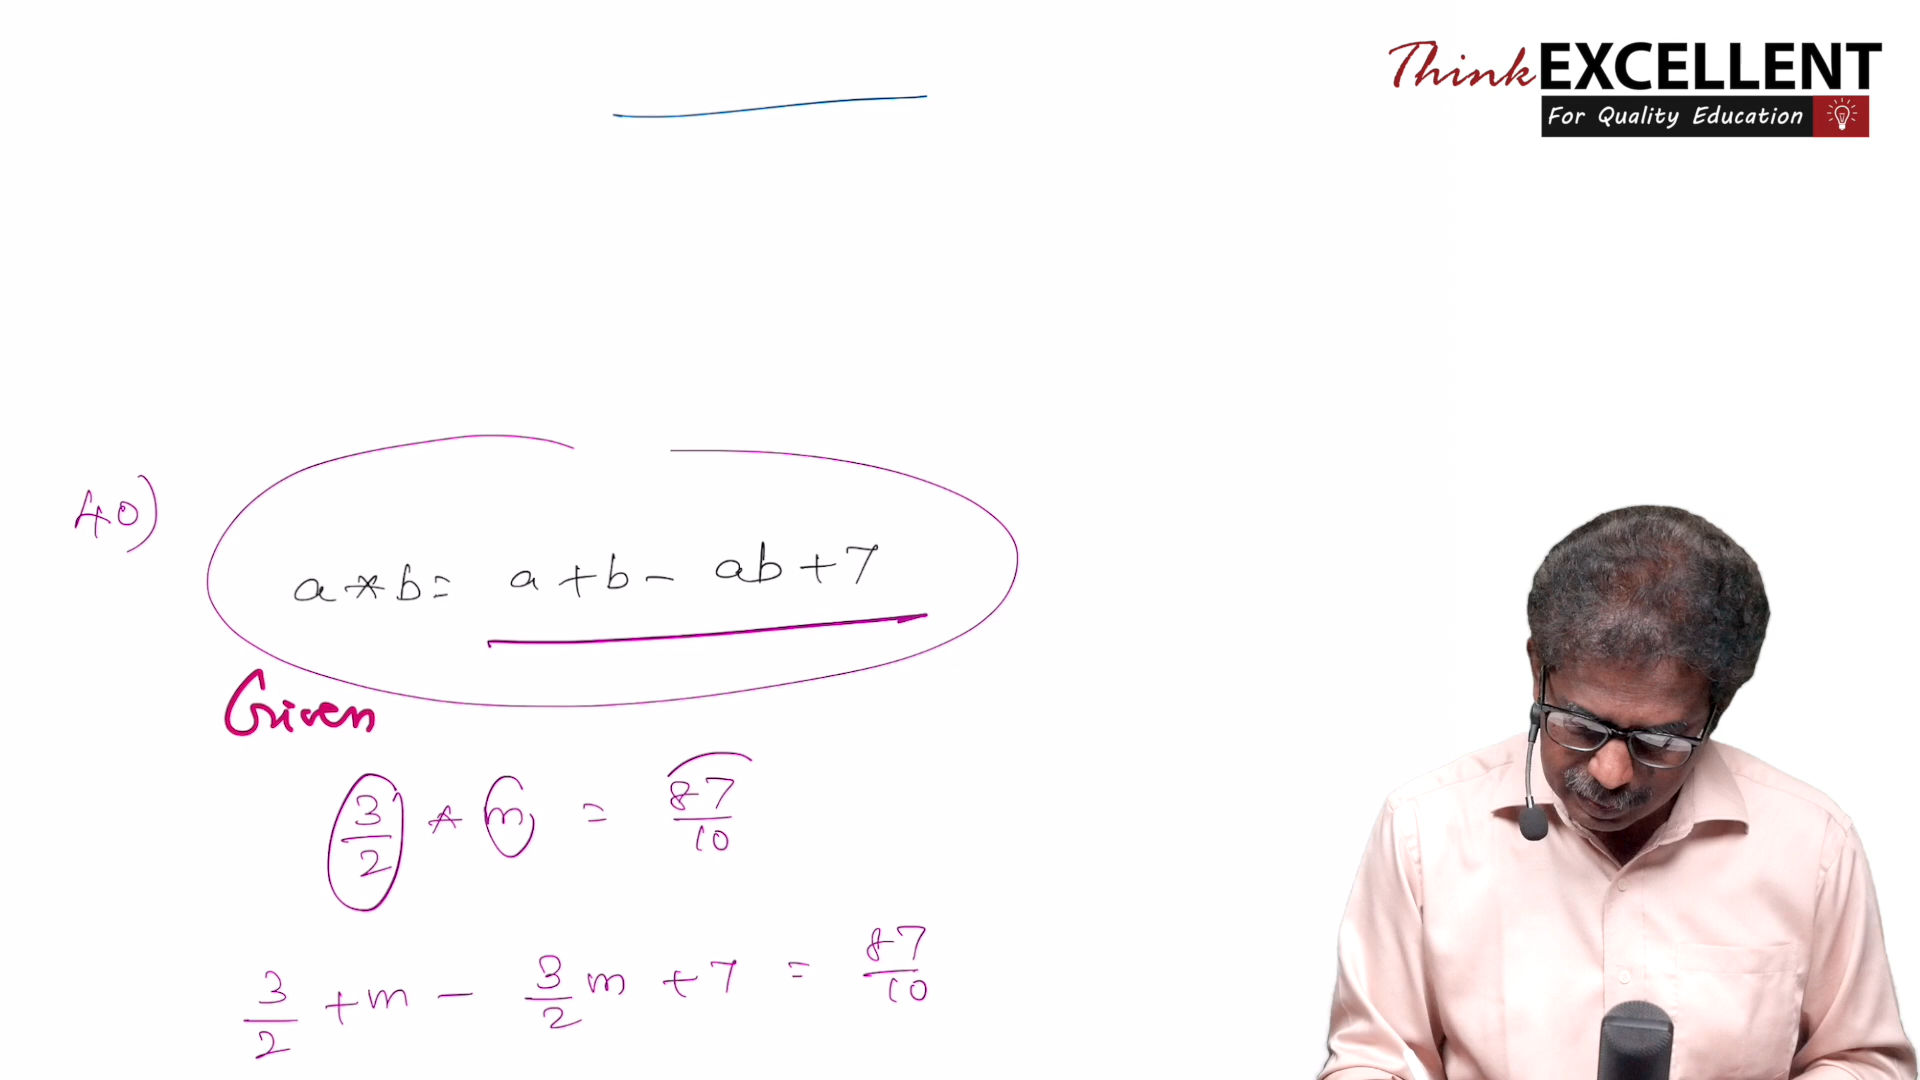 Think EXCELLENT
For Quality Education
40)
a * b = a + b - ab + 7
Given
3/2 * m = 87/10
3/2 + m - 3/2 m + 7 = 87/10